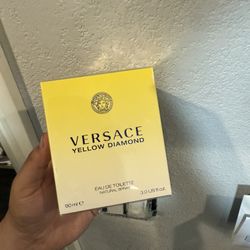 VERSACE
YELLOW DIAMOND
EAU DE TOILETTE
NATURAL SPRAY
90 ml e 3.0 US fl.oz.